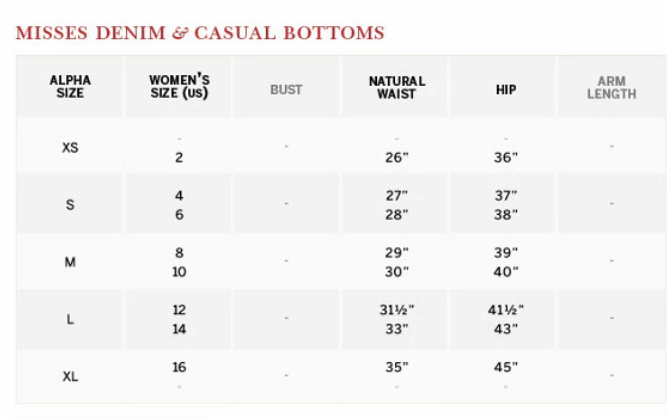 MISSES DENIM & CASUAL BOTTOMS
ALPHA SIZE WOMEN'S SIZE (US) BUST NATURAL WAIST HIP ARM LENGTH
XS - - - - -
2 26" 36"
S 4 - 27" 37" -
6 28" 38"
M 8 - 29" 39" -
10 30" 40"
L 12 - 31½" 41½" -
14 33" 43"
XL 16 - 35" 45" -
- - -